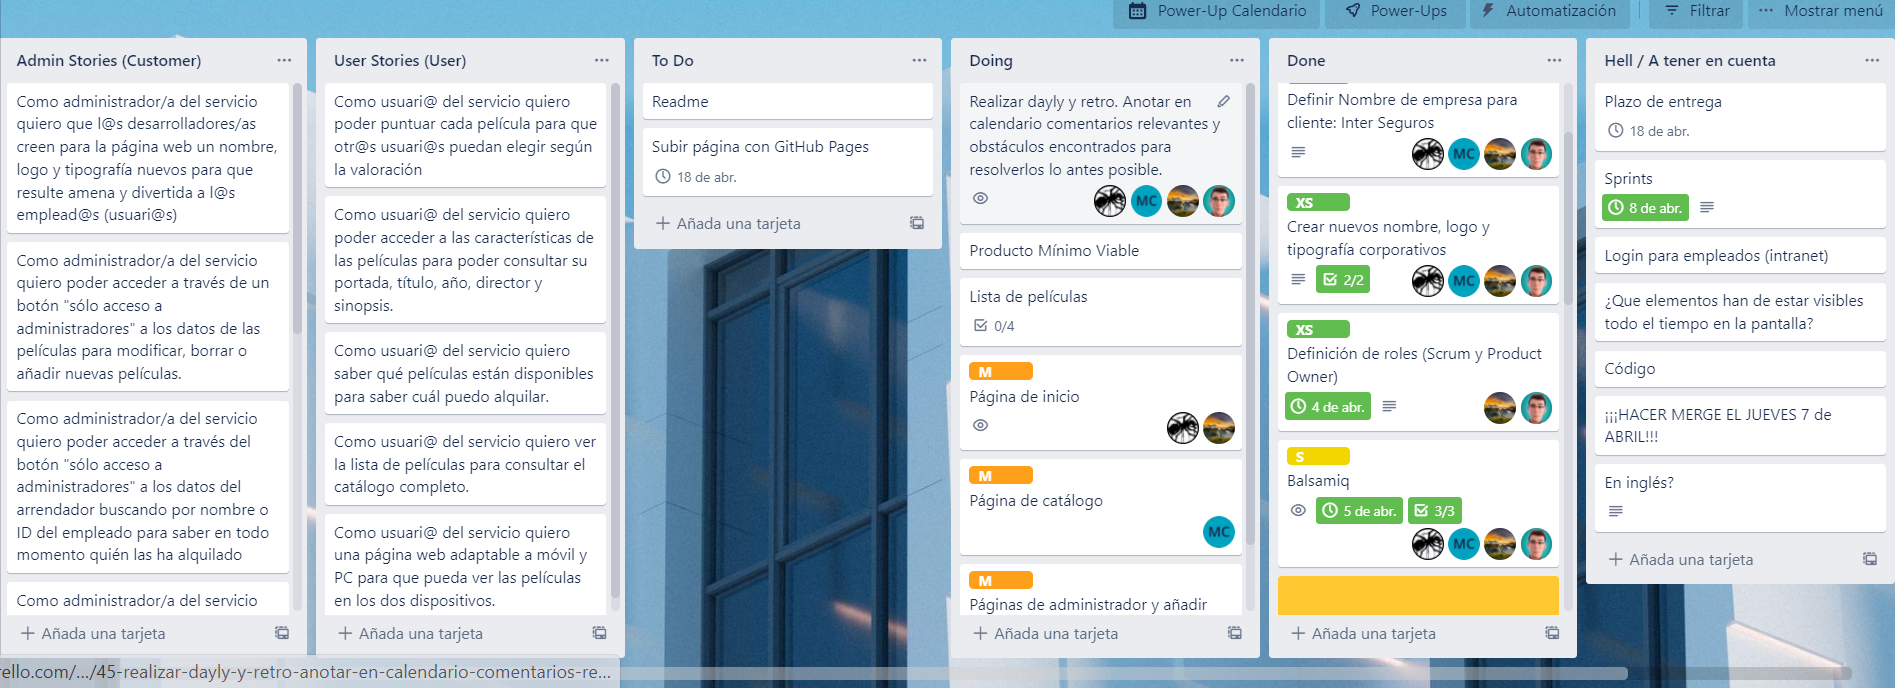 Power-Up Calendario
Power-Ups
Automatización
Filtrar
Mostrar menú
Admin Stories (Customer)
Como administrador/a del servicio
quiero que l@s desarrolladores/as
creen para la página web un nombre,
logo y tipografía nuevos para que
resulte amena y divertida a l@s
emplead@s (usuari@s)
Como administrador/a del servicio
quiero poder acceder a través de un
botón "sólo acceso a
administradores" a los datos de las
películas para modificar, borrar o
añadir nuevas películas.
Como administrador/a del servicio
quiero poder acceder a través del
botón "sólo acceso a
administradores" a los datos del
arrendador buscando por nombre o
ID del empleado para saber en todo
momento quién las ha alquilado
Como administrador/a del servicio
Añada una tarjeta
User Stories (User)
Como usuari@ del servicio quiero
poder puntuar cada película para que
otr@s usuari@s puedan elegir según
la valoración
Como usuari@ del servicio quiero
poder acceder a las características de
las películas para poder consultar su
portada, título, año, director y
sinopsis.
Como usuari@ del servicio quiero
saber qué películas están disponibles
para saber cuál puedo alquilar.
Como usuari@ del servicio quiero ver
la lista de películas para consultar el
catálogo completo.
Como usuari@ del servicio quiero
una página web adaptable a móvil y
PC para que pueda ver las películas
en los dos dispositivos.
Añada una tarjeta
To Do
Readme
Subir página con GitHub Pages
18 de abr.
Añada una tarjeta
Doing
Realizar dayly y retro. Anotar en
calendario comentarios relevantes y
obstáculos encontrados para
resolverlos lo antes posible.
MC
Producto Mínimo Viable
Lista de películas
0/4
M
Página de inicio
M
Página de catálogo
MC
M
Páginas de administrador y añadir
Añada una tarjeta
Done
Definir Nombre de empresa para
cliente: Inter Seguros
MC
XS
Crear nuevos nombre, logo y
tipografía corporativos
2/2
MC
XS
Definición de roles (Scrum y Product
Owner)
4 de abr.
S
Balsamiq
5 de abr.
3/3
MC
Añada una tarjeta
Hell / A tener en cuenta
Plazo de entrega
18 de abr.
Sprints
8 de abr.
Login para empleados (intranet)
¿Que elementos han de estar visibles
todo el tiempo en la pantalla?
Código
¡¡¡HACER MERGE EL JUEVES 7 de
ABRIL!!!
En inglés?
Añada una tarjeta
rello.com/.../45-realizar-dayly-y-retro-anotar-en-calendario-comentarios-re...